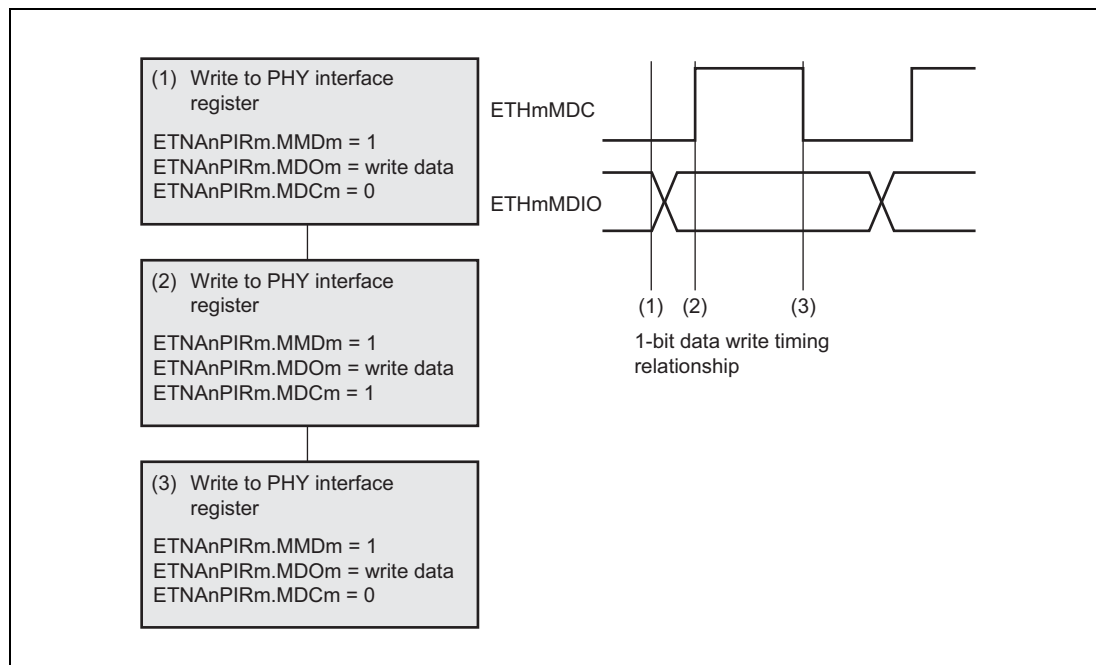 (1) Write to PHY interface
register
ETNAnPIRm.MMDm = 1
ETNAnPIRm.MDOm = write data
ETNAnPIRm.MDCm = 0
(2) Write to PHY interface
register
ETNAnPIRm.MMDm = 1
ETNAnPIRm.MDOm = write data
ETNAnPIRm.MDCm = 1
(3) Write to PHY interface
register
ETNAnPIRm.MMDm = 1
ETNAnPIRm.MDOm = write data
ETNAnPIRm.MDCm = 0
ETHmMDC
ETHmMDIO
(1) (2) (3)
1-bit data write timing
relationship